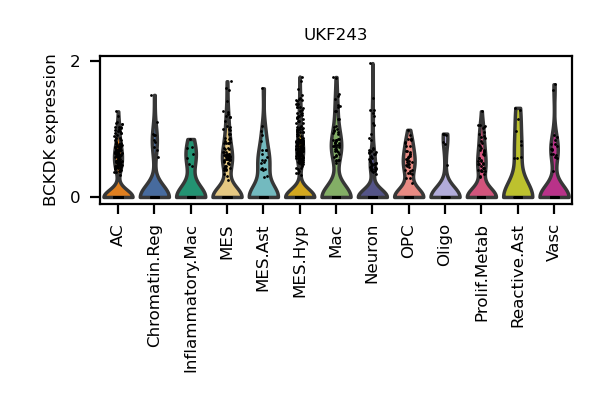 UKF243
BCKDK expression
2
0
AC
Chromatin.Reg
Inflammatory.Mac
MES
MES.Ast
MES.Hyp
Mac
Neuron
OPC
Oligo
Prolif.Metab
Reactive.Ast
Vasc